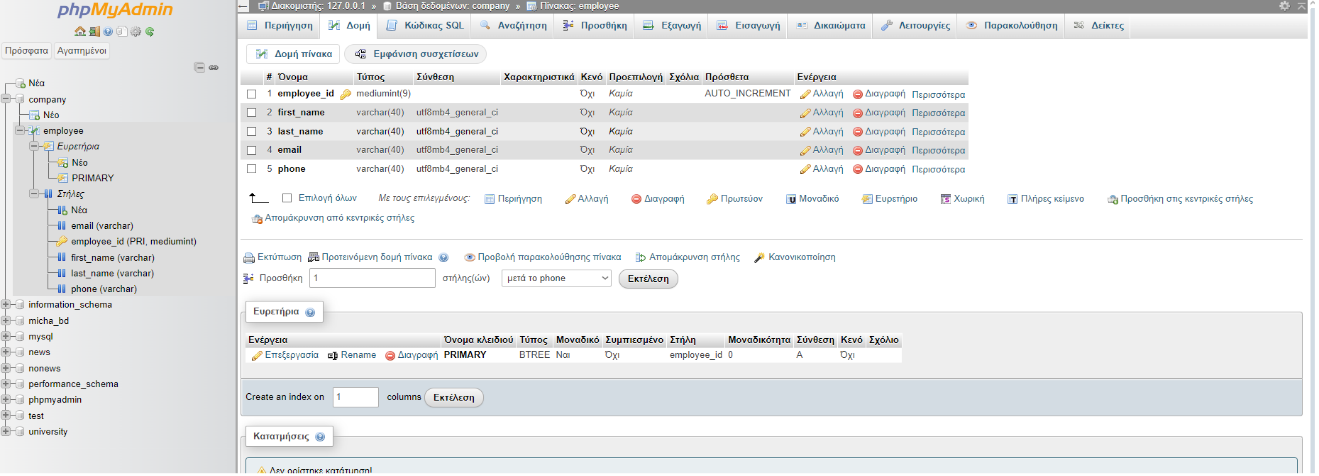 phpMyAdmin
Πρόσφατα Αγαπημένοι
Νέα
company
Νέο
employee
Ευρετήρια
Νέο
PRIMARY
Στήλες
Νέα
email (varchar)
employee_id (PRI, mediumint)
first_name (varchar)
last_name (varchar)
phone (varchar)
information_schema
micha_bd
mysql
news
nonews
performance_schema
phpmyadmin
test
university
Διακομιστής: 127.0.0.1 » Βάση δεδομένων: company » Πίνακας: employee
Περιήγηση Δομή Κώδικας SQL Αναζήτηση Προσθήκη Εξαγωγή Εισαγωγή Δικαιώματα Λειτουργίες Παρακολούθηση Δείκτες
Δομή πίνακα Εμφάνιση συσχετίσεων
# Όνομα Τύπος Σύνθεση Χαρακτηριστικά Κενό Προεπιλογή Σχόλια Πρόσθετα Ενέργεια
1 employee_id mediumint(9) Όχι Καμία AUTO_INCREMENT Αλλαγή Διαγραφή Περισσότερα
2 first_name varchar(40) utf8mb4_general_ci Όχι Καμία Αλλαγή Διαγραφή Περισσότερα
3 last_name varchar(40) utf8mb4_general_ci Όχι Καμία Αλλαγή Διαγραφή Περισσότερα
4 email varchar(40) utf8mb4_general_ci Όχι Καμία Αλλαγή Διαγραφή Περισσότερα
5 phone varchar(40) utf8mb4_general_ci Όχι Καμία Αλλαγή Διαγραφή Περισσότερα
Επιλογή όλων Με τους επιλεγμένους: Περιήγηση Αλλαγή Διαγραφή Πρωτεύον Μοναδικό Ευρετήριο Χωρική Πλήρες κείμενο Προσθήκη στις κεντρικές στήλες
Απομάκρυνση από κεντρικές στήλες
Εκτύπωση Προτεινόμενη δομή πίνακα Προβολή παρακολούθησης πίνακα Απομάκρυνση στήλης Κανονικοποίηση
Προσθήκη 1 στήλης(ών) μετά το phone Εκτέλεση
Ευρετήρια
Ενέργεια Όνομα κλειδιού Τύπος Μοναδικό Συμπιεσμένο Στήλη Μοναδικότητα Σύνθεση Κενό Σχόλιο
Επεξεργασία Rename Διαγραφή PRIMARY BTREE Ναι Όχι employee_id 0 A Όχι
Create an index on 1 columns Εκτέλεση
Κατατμήσεις
Δεν ορίστηκε κατάτμηση!